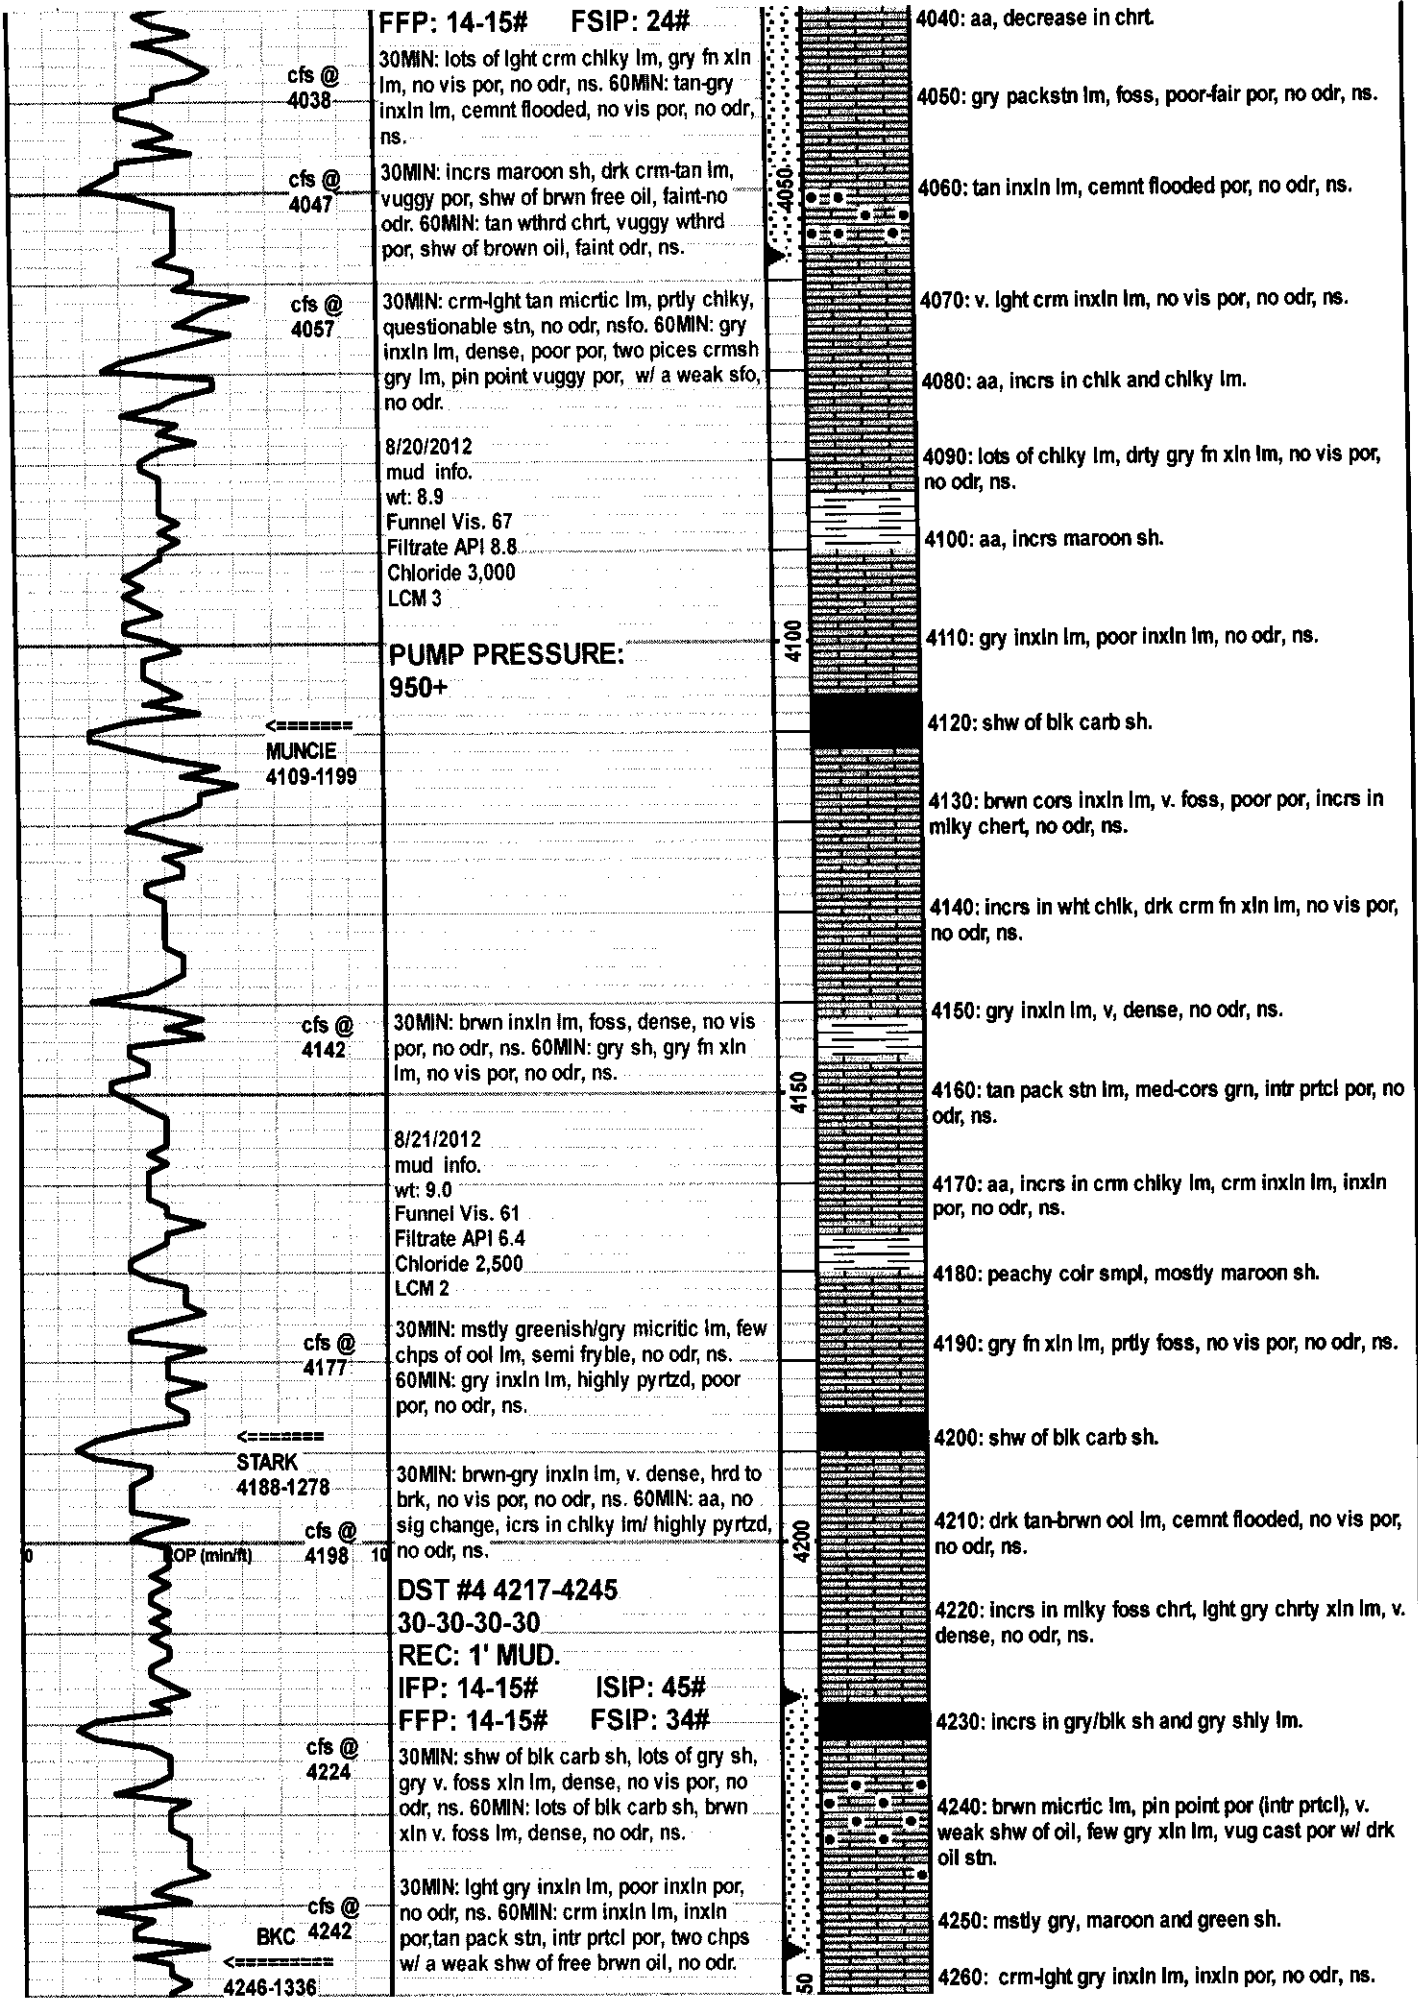 FFP: 14-15# FSIP: 24#
cfs @
4038
30MIN: lots of lght crm chlky lm, gry fn xln
lm, no vis por, no odr, ns. 60MIN: tan-gry
inxln lm, cemnt flooded, no vis por, no odr,
ns.
cfs @
4047
30MIN: incrs maroon sh, drk crm-tan lm,
vuggy por, shw of brwn free oil, faint-no
odr. 60MIN: tan wthrd chrt, vuggy wthrd
por, shw of brown oil, faint odr, ns.
cfs @
4057
30MIN: crm-lght tan micrtic lm, prtly chlky,
questionable stn, no odr, nsfo. 60MIN: gry
inxln lm, dense, poor por, two pices crmsh
gry lm, pin point vuggy por, w/ a weak sfo,
no odr.
8/20/2012
mud info.
wt: 8.9
Funnel Vis. 67
Filtrate API 8.8
Chloride 3,000
LCM 3
PUMP PRESSURE:
950+
<=======
MUNCIE
4109-1199
cfs @
4142
30MIN: brwn inxln lm, foss, dense, no vis
por, no odr, ns. 60MIN: gry sh, gry fn xln
lm, no vis por, no odr, ns.
8/21/2012
mud info.
wt: 9.0
Funnel Vis. 61
Filtrate API 6.4
Chloride 2,500
LCM 2
cfs @
4177
30MIN: mstly greenish/gry micritic lm, few
chps of ool lm, semi fryble, no odr, ns.
60MIN: gry inxln lm, highly pyrtzd, poor
por, no odr, ns.
<=======
STARK
4188-1278
30MIN: brwn-gry inxln lm, v. dense, hrd to
brk, no vis por, no odr, ns. 60MIN: aa, no
sig change, icrs in chlky lm/ highly pyrtzd,
no odr, ns.
cfs @
4198
0 ROP (min/ft) 10
DST #4 4217-4245
30-30-30-30
REC: 1' MUD.
IFP: 14-15# ISIP: 45#
FFP: 14-15# FSIP: 34#
cfs @
4224
30MIN: shw of blk carb sh, lots of gry sh,
gry v. foss xln lm, dense, no vis por, no
odr, ns. 60MIN: lots of blk carb sh, brwn
xln v. foss lm, dense, no odr, ns.
cfs @
4242
30MIN: lght gry inxln lm, poor inxln por,
no odr, ns. 60MIN: crm inxln lm, inxln
por,tan pack stn, intr prtcl por, two chps
w/ a weak shw of free brwn oil, no odr.
BKC
<=========
4246-1336
4050
4100
4150
4200
50
4040: aa, decrease in chrt.
4050: gry packstn lm, foss, poor-fair por, no odr, ns.
4060: tan inxln lm, cemnt flooded por, no odr, ns.
4070: v. lght crm inxln lm, no vis por, no odr, ns.
4080: aa, incrs in chlk and chlky lm.
4090: lots of chlky lm, drty gry fn xln lm, no vis por,
no odr, ns.
4100: aa, incrs maroon sh.
4110: gry inxln lm, poor inxln lm, no odr, ns.
4120: shw of blk carb sh.
4130: brwn cors inxln lm, v. foss, poor por, incrs in
mlky chert, no odr, ns.
4140: incrs in wht chlk, drk crm fn xln lm, no vis por,
no odr, ns.
4150: gry inxln lm, v, dense, no odr, ns.
4160: tan pack stn lm, med-cors grn, intr prtcl por, no
odr, ns.
4170: aa, incrs in crm chlky lm, crm inxln lm, inxln
por, no odr, ns.
4180: peachy colr smpl, mostly maroon sh.
4190: gry fn xln lm, prtly foss, no vis por, no odr, ns.
4200: shw of blk carb sh.
4210: drk tan-brwn ool lm, cemnt flooded, no vis por,
no odr, ns.
4220: incrs in mlky foss chrt, lght gry chrty xln lm, v.
dense, no odr, ns.
4230: incrs in gry/blk sh and gry shly lm.
4240: brwn micrtic lm, pin point por (intr prtcl), v.
weak shw of oil, few gry xln lm, vug cast por w/ drk
oil stn.
4250: mstly gry, maroon and green sh.
4260: crm-lght gry inxln lm, inxln por, no odr, ns.